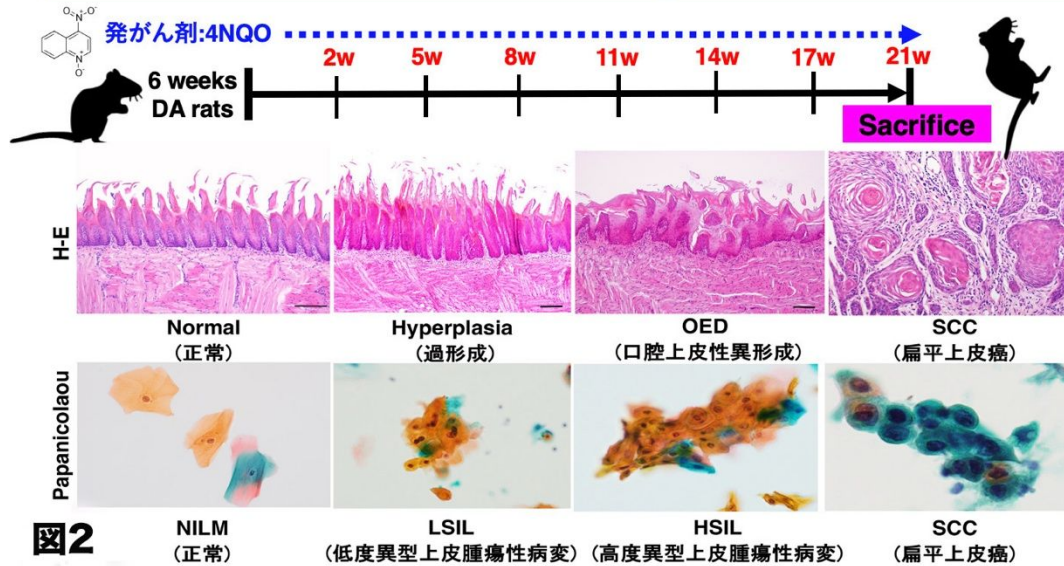 O⁻ N⁺ O
N⁺
O⁻
発がん剤:4NQO
2w 5w 8w 11w 14w 17w 21w
6 weeks
DA rats
Sacrifice
H-E
Normal
(正常)
Hyperplasia
(過形成)
OED
(口腔上皮性異形成)
SCC
(扁平上皮癌)
Papanicolaou
NILM
(正常)
LSIL
(低度異型上皮腫瘍性病変)
HSIL
(高度異型上皮腫瘍性病変)
SCC
(扁平上皮癌)
図2